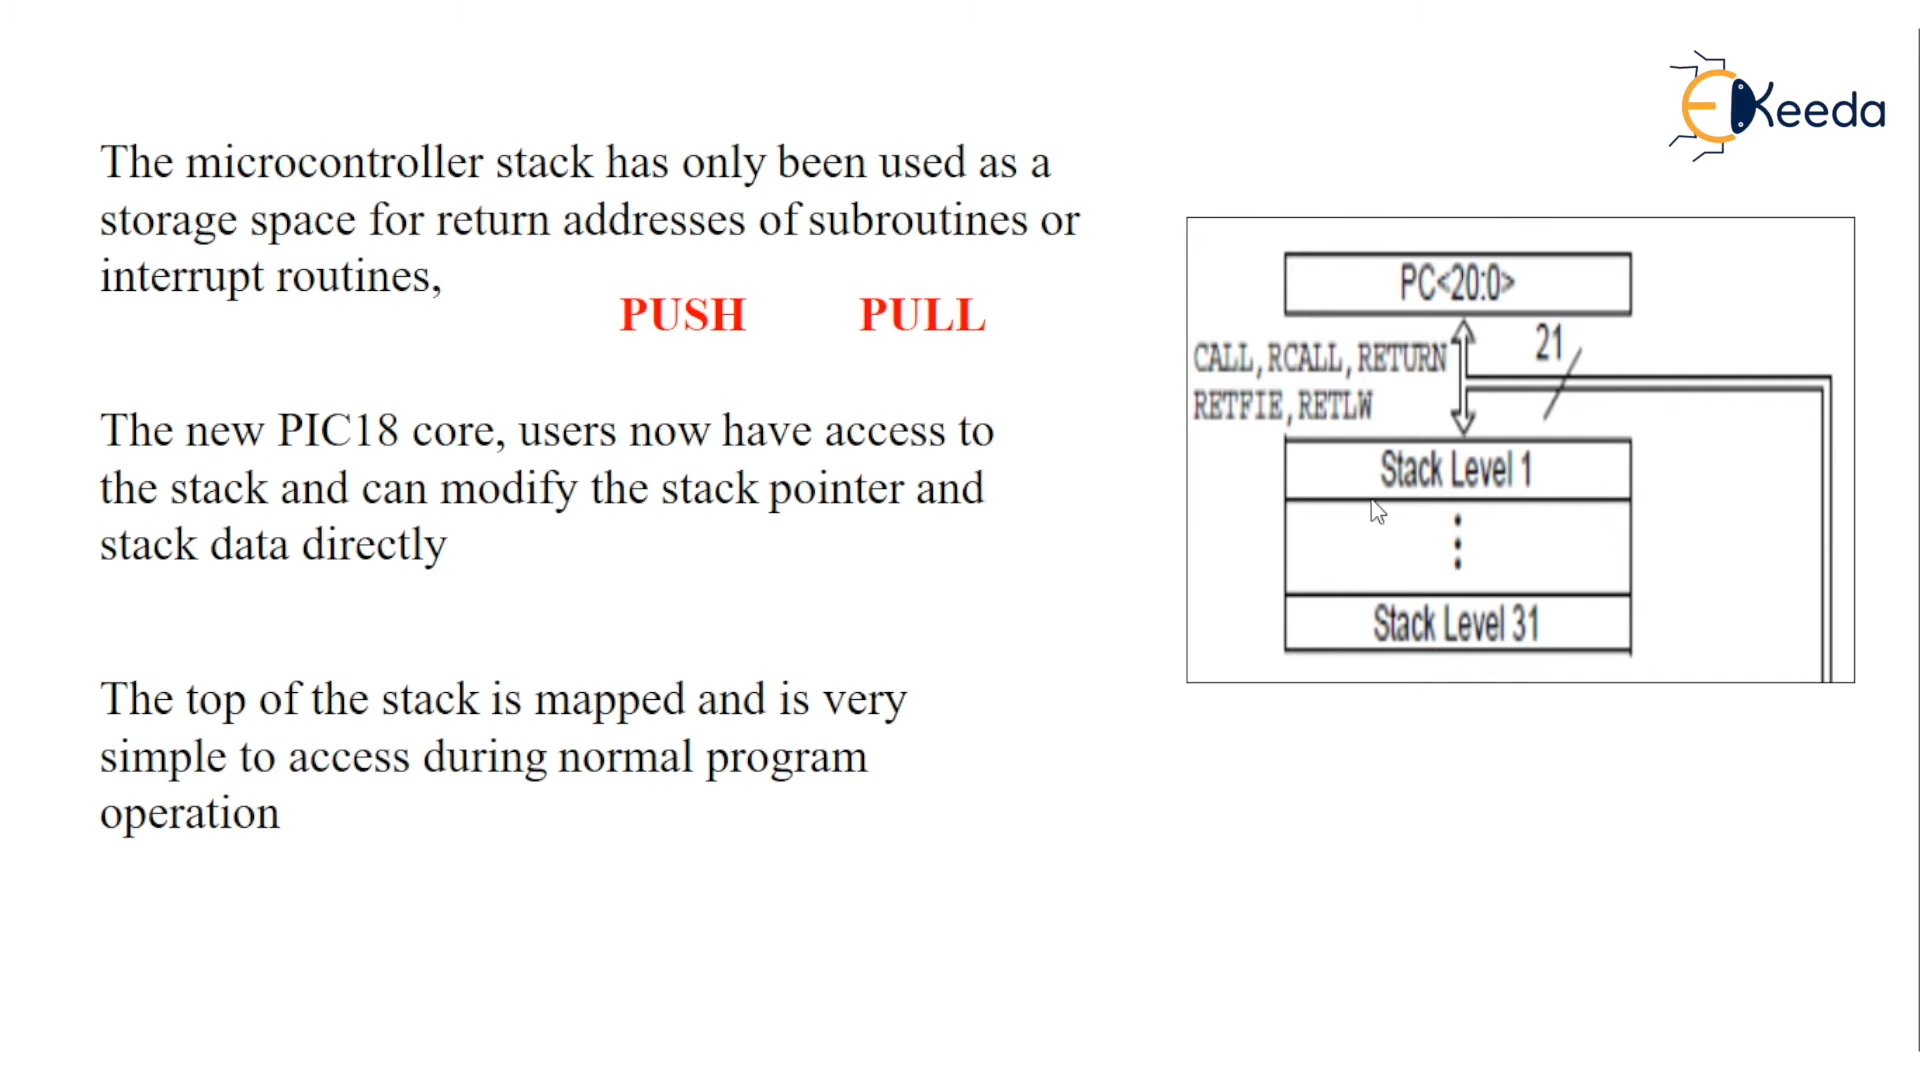 EKeeda
The microcontroller stack has only been used as a
storage space for return addresses of subroutines or
interrupt routines,
PUSH PULL
The new PIC18 core, users now have access to
the stack and can modify the stack pointer and
stack data directly
The top of the stack is mapped and is very
simple to access during normal program
operation
PC<20:0>
21
CALL,RCALL,RETURN
RETFIE,RETLW
Stack Level 1
Stack Level 31